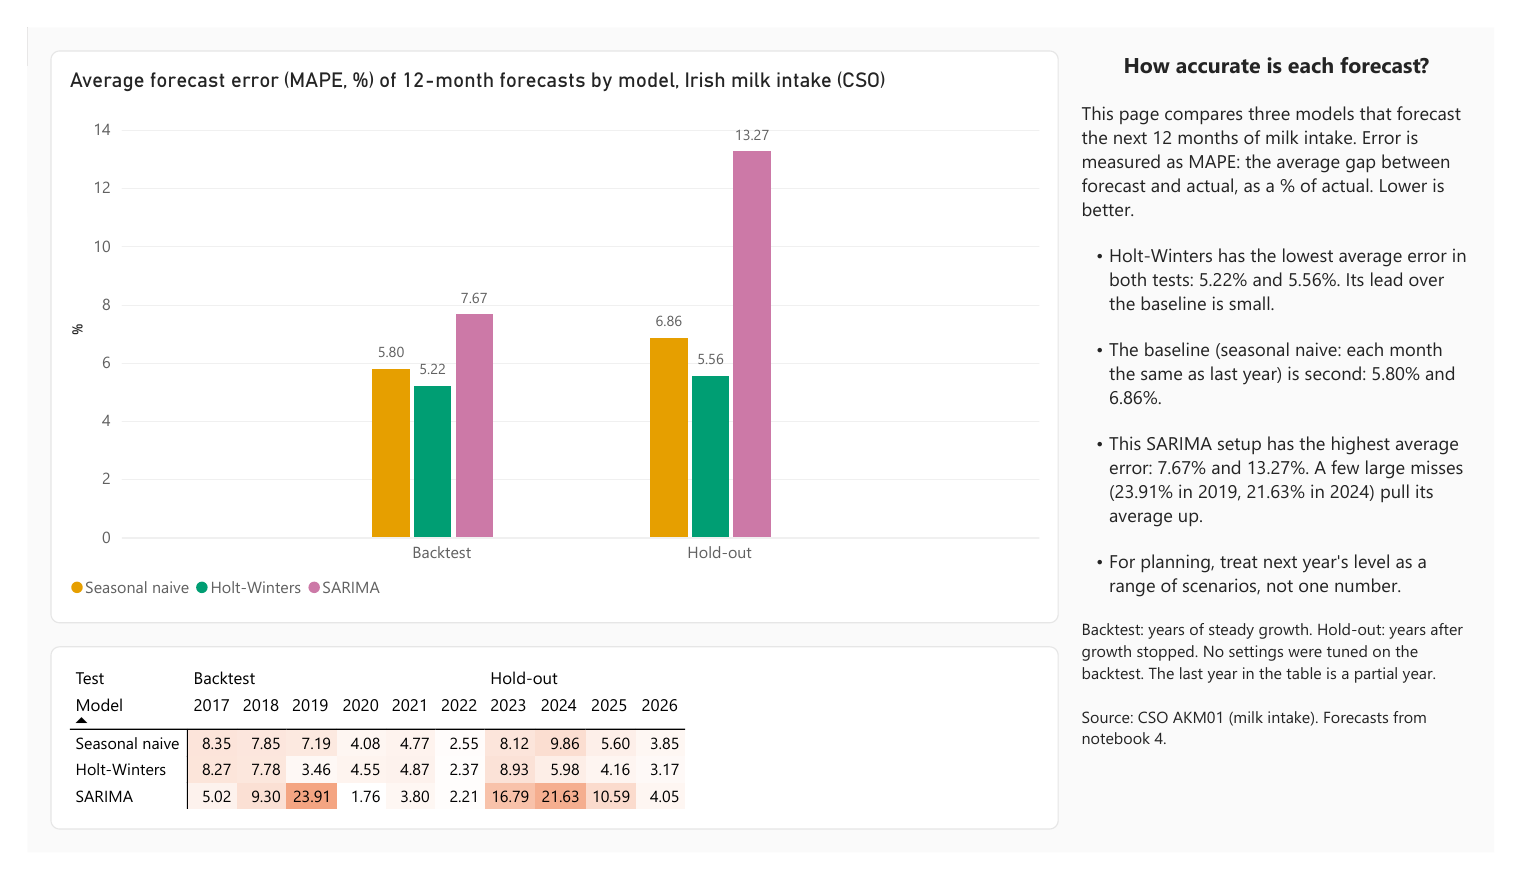 Average forecast error (MAPE, %) of 12-month forecasts by model, Irish milk intake (CSO)
14
12
10
8
6
4
2
0
%
5.80
5.22
7.67
6.86
5.56
13.27
Backtest
Hold-out
Seasonal naive
Holt-Winters
SARIMA
Test Backtest Hold-out
Model 2017 2018 2019 2020 2021 2022 2023 2024 2025 2026
Seasonal naive 8.35 7.85 7.19 4.08 4.77 2.55 8.12 9.86 5.60 3.85
Holt-Winters 8.27 7.78 3.46 4.55 4.87 2.37 8.93 5.98 4.16 3.17
SARIMA 5.02 9.30 23.91 1.76 3.80 2.21 16.79 21.63 10.59 4.05
How accurate is each forecast?
This page compares three models that forecast
the next 12 months of milk intake. Error is
measured as MAPE: the average gap between
forecast and actual, as a % of actual. Lower is
better.
• Holt-Winters has the lowest average error in
both tests: 5.22% and 5.56%. Its lead over
the baseline is small.
• The baseline (seasonal naive: each month
the same as last year) is second: 5.80% and
6.86%.
• This SARIMA setup has the highest average
error: 7.67% and 13.27%. A few large misses
(23.91% in 2019, 21.63% in 2024) pull its
average up.
• For planning, treat next year's level as a
range of scenarios, not one number.
Backtest: years of steady growth. Hold-out: years after
growth stopped. No settings were tuned on the
backtest. The last year in the table is a partial year.
Source: CSO AKM01 (milk intake). Forecasts from
notebook 4.